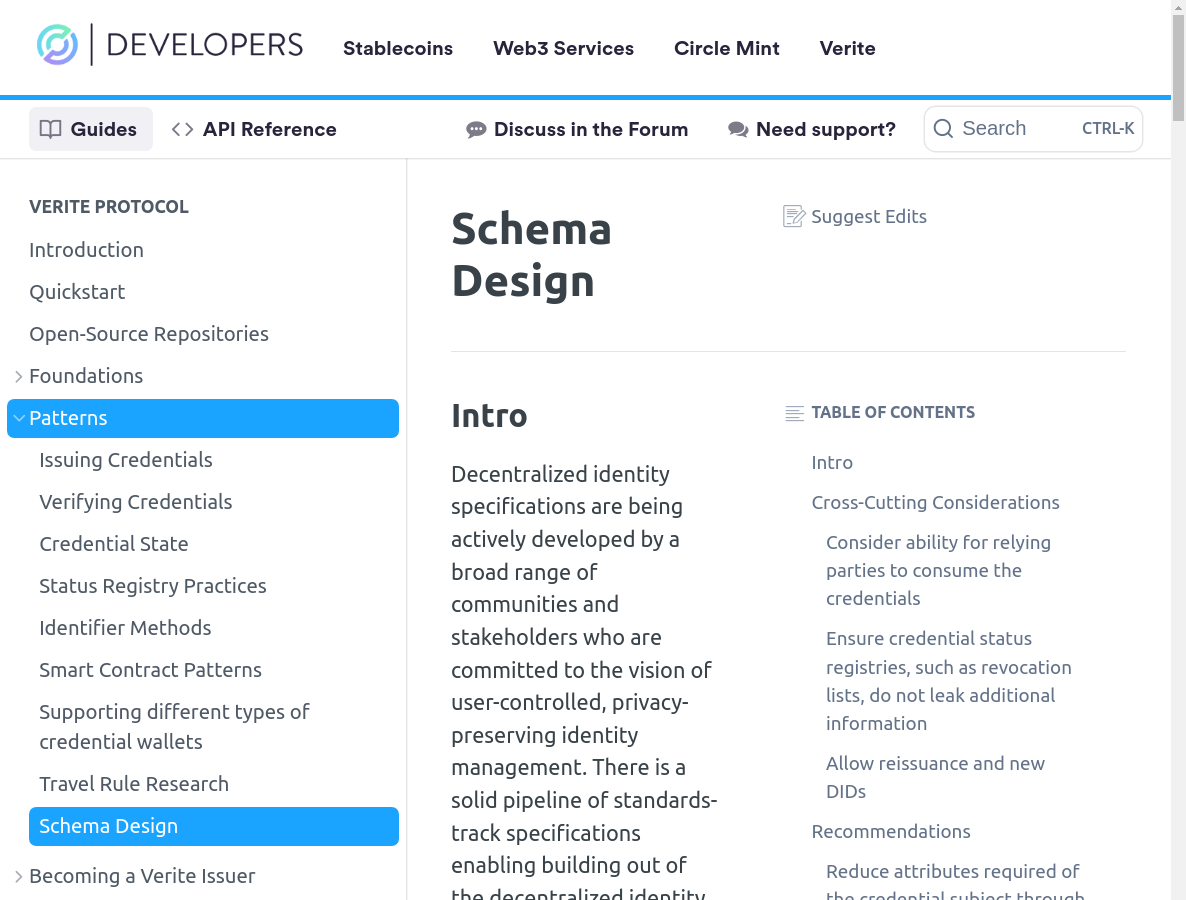 DEVELOPERS
Stablecoins
Web3 Services
Circle Mint
Verite
Guides
API Reference
Discuss in the Forum
Need support?
Search
CTRL-K
VERITE PROTOCOL
Introduction
Quickstart
Open-Source Repositories
Foundations
Patterns
Issuing Credentials
Verifying Credentials
Credential State
Status Registry Practices
Identifier Methods
Smart Contract Patterns
Supporting different types of
credential wallets
Travel Rule Research
Schema Design
Becoming a Verite Issuer
Schema
Design
Suggest Edits
Intro
Decentralized identity
specifications are being
actively developed by a
broad range of
communities and
stakeholders who are
committed to the vision of
user-controlled, privacy-
preserving identity
management. There is a
solid pipeline of standards-
track specifications
enabling building out of
the decentralized identity
TABLE OF CONTENTS
Intro
Cross-Cutting Considerations
Consider ability for relying
parties to consume the
credentials
Ensure credential status
registries, such as revocation
lists, do not leak additional
information
Allow reissuance and new
DIDs
Recommendations
Reduce attributes required of
the credential subject through